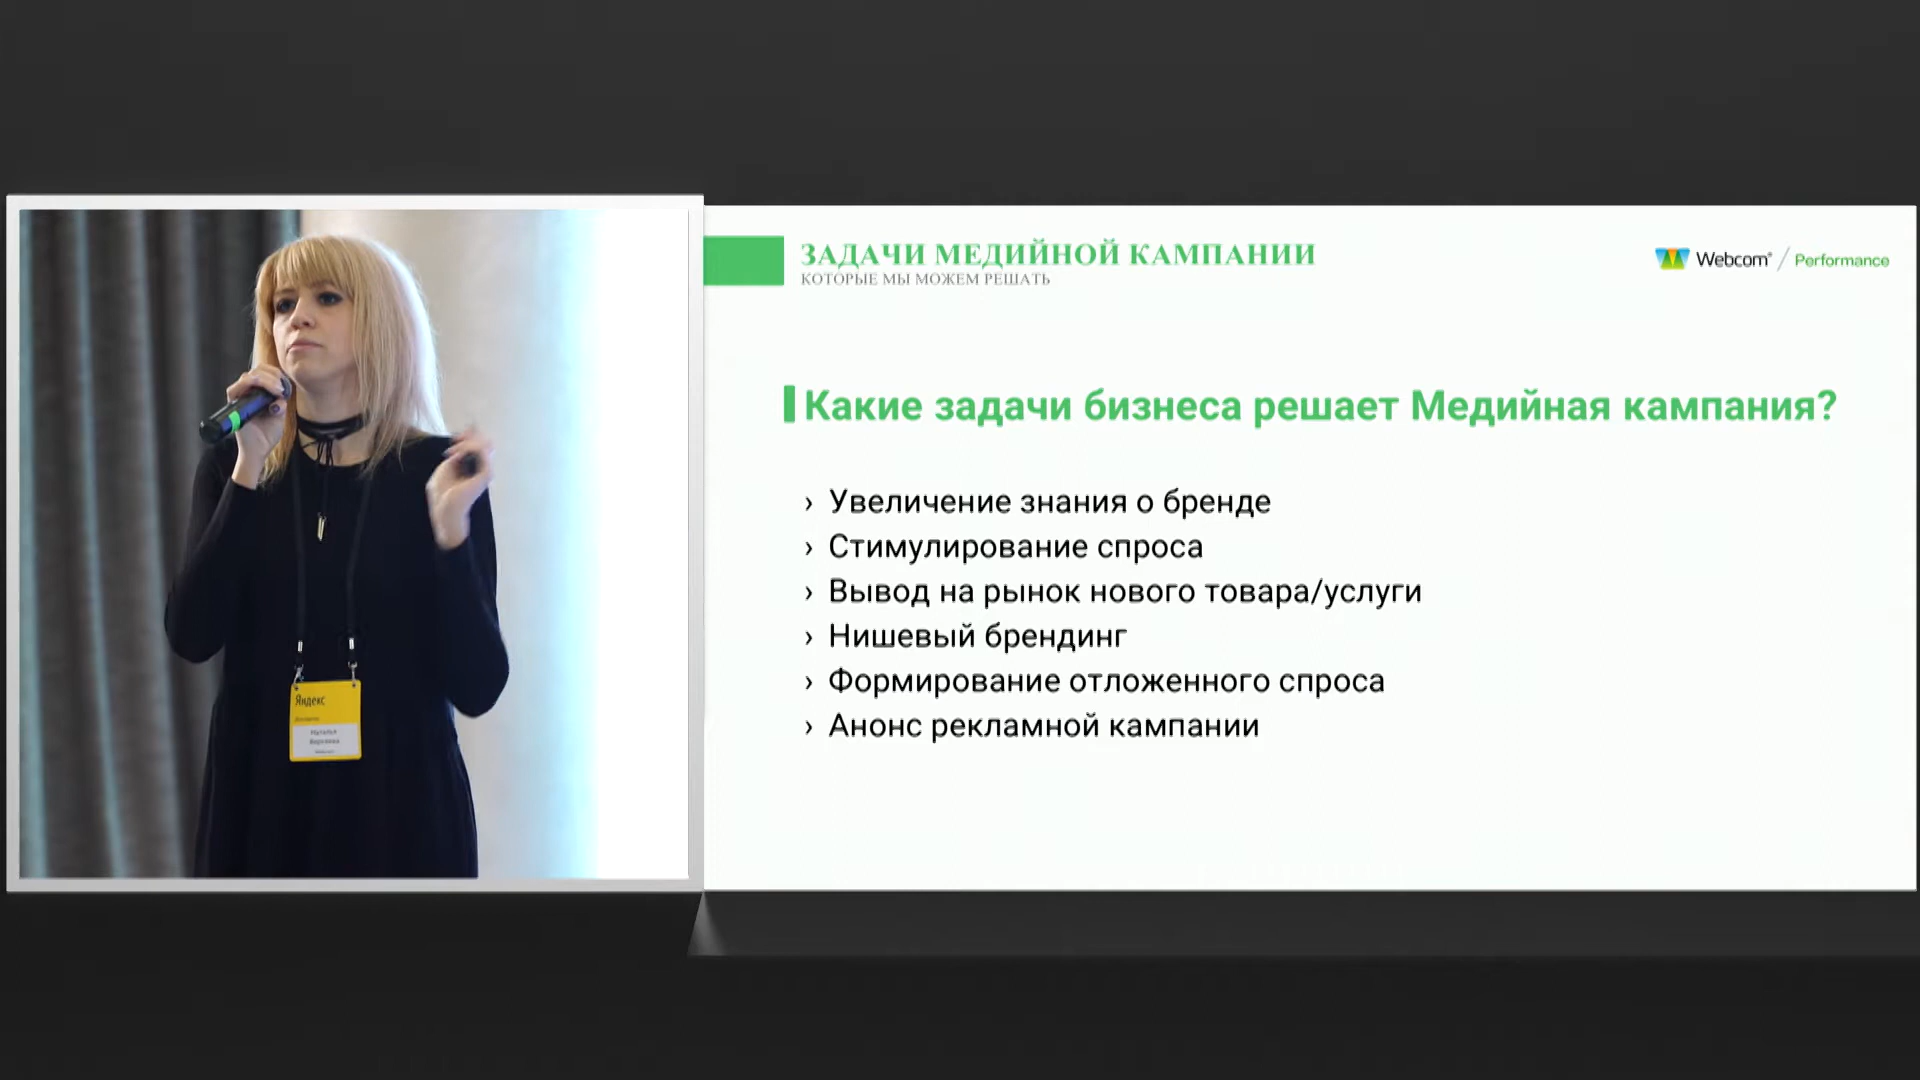 ЗАДАЧИ МЕДИЙНОЙ КАМПАНИИ
КОТОРЫЕ МЫ МОЖЕМ РЕШАТЬ
Webcom® / Performance
Какие задачи бизнеса решает Медийная кампания?
› Увеличение знания о бренде
› Стимулирование спроса
› Вывод на рынок нового товара/услуги
› Нишевый брендинг
› Формирование отложенного спроса
› Анонс рекламной кампании
Яндекс
Наталья